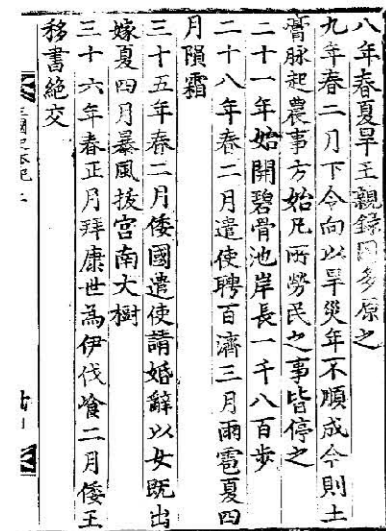 八年春夏旱王親錄囚多原之
九年春二月下令向以旱災年不順成今則土
膏脉起農事方始凡所勞民之事皆停之
二十一年始開碧骨池岸長一千八百步
二十八年春二月遣使聘百濟三月雨雹夏四
月隕霜
三十五年春二月倭國遣使請婚辭以女既出
嫁夏四月暴風拔宮南大樹
三十六年春正月拜康世為伊伐飡二月倭王
移書絶交